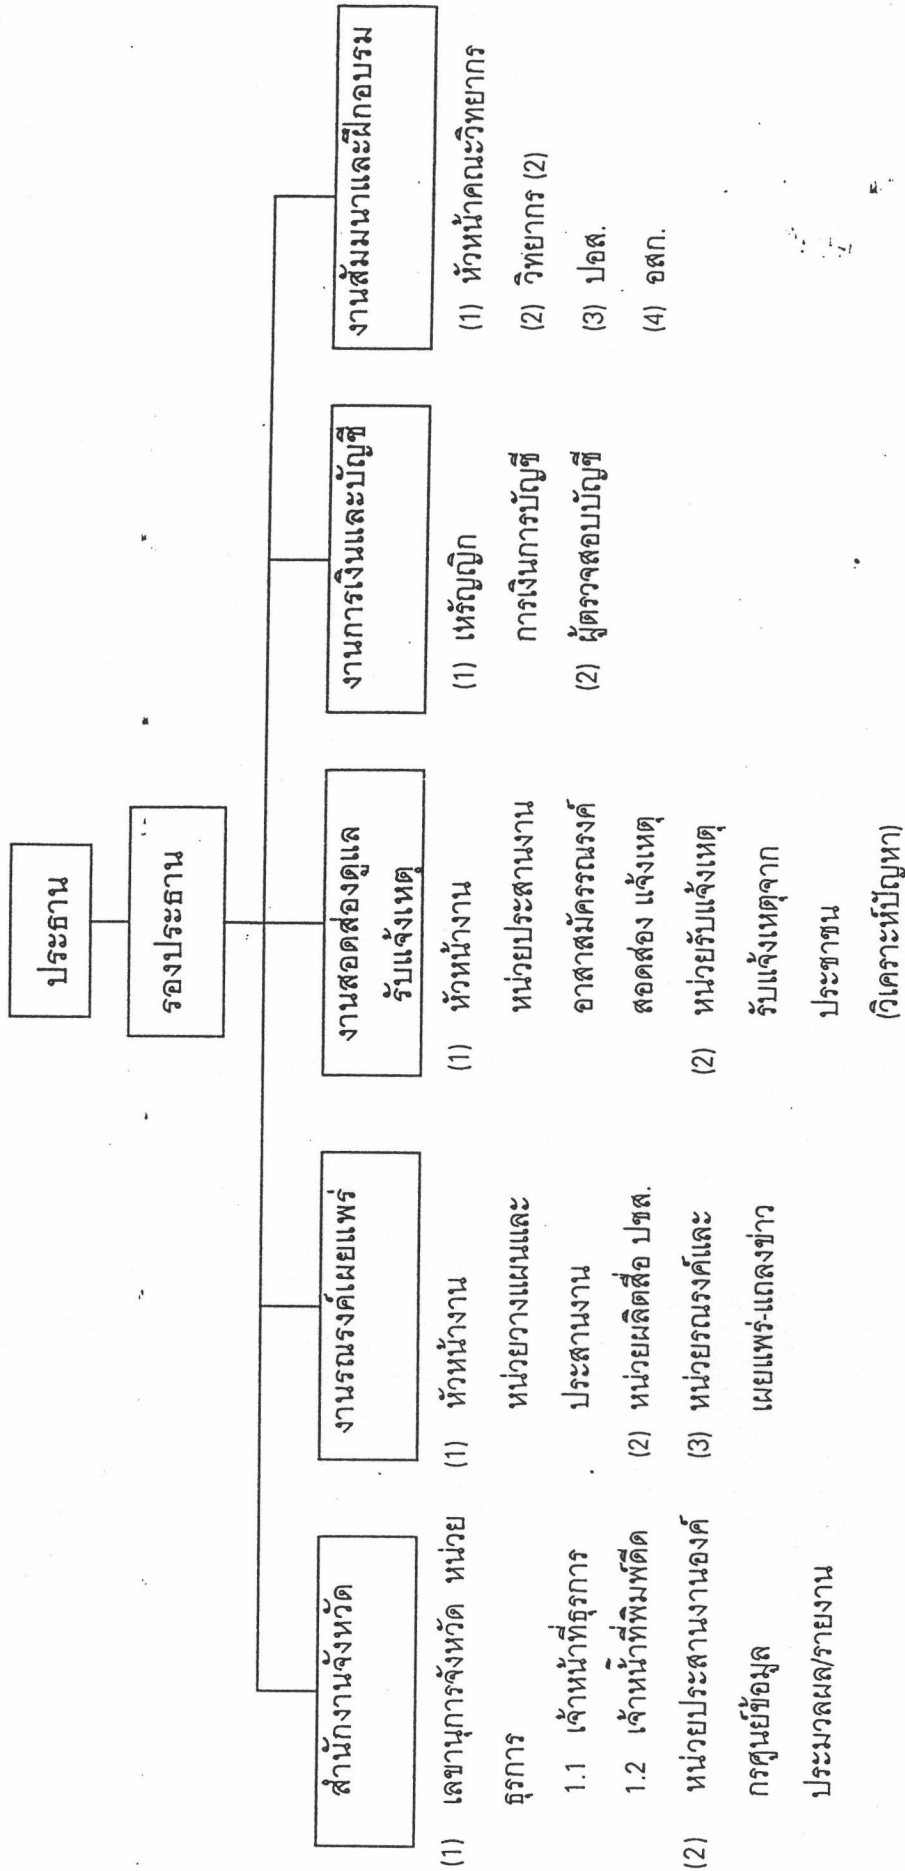 ประธาน
รองประธาน
สำนักงานจังหวัด
(1) เลขานุการจังหวัด หน่วย
ธุรการ
1.1 เจ้าหน้าที่ธุรการ
1.2 เจ้าหน้าที่พิมพ์ดีด
(2) หน่วยประสานงานองค์
กรศูนย์ข้อมูล
ประมวลผล/รายงาน
งานรณรงค์เผยแพร่
(1) หัวหน้างาน
หน่วยวางแผนและ
ประสานงาน
(2) หน่วยผลิตสื่อ ปชส.
(3) หน่วยรณรงค์และ
เผยแพร่-แถลงข่าว
งานสอดส่องดูแล
รับแจ้งเหตุ
(1) หัวหน้างาน
หน่วยประสานงาน
อาสาสมัครรณรงค์
สอดส่อง แจ้งเหตุ
(2) หน่วยรับแจ้งเหตุ
รับแจ้งเหตุจาก
ประชาชน
(วิเคราะห์ปัญหา)
งานการเงินและบัญชี
(1) เหรัญญิก
การเงินการบัญชี
(2) ผู้ตรวจสอบบัญชี
งานสัมมนาและฝึกอบรม
(1) หัวหน้าคณะวิทยากร
(2) วิทยากร (2)
(3) ปอส.
(4) อสก.